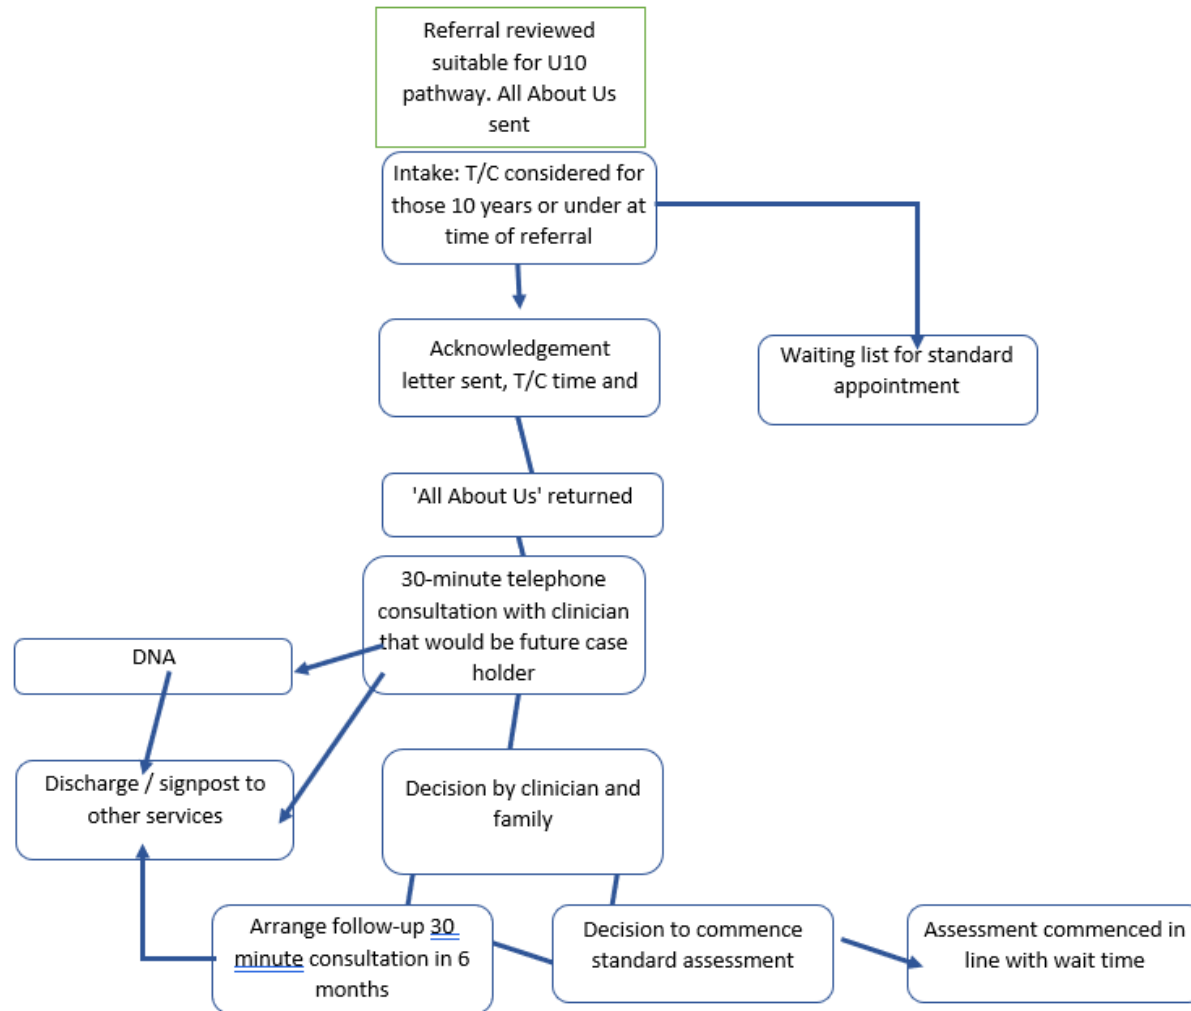 Referral reviewed
suitable for U10
pathway. All About Us
sent
Intake: T/C considered for
those 10 years or under at
time of referral
Acknowledgement
letter sent, T/C time and
Waiting list for standard
appointment
'All About Us' returned
30-minute telephone
consultation with clinician
that would be future case
holder
DNA
Discharge / signpost to
other services
Decision by clinician and
family
Arrange follow-up 30
minute consultation in 6
months
Decision to commence
standard assessment
Assessment commenced in
line with wait time